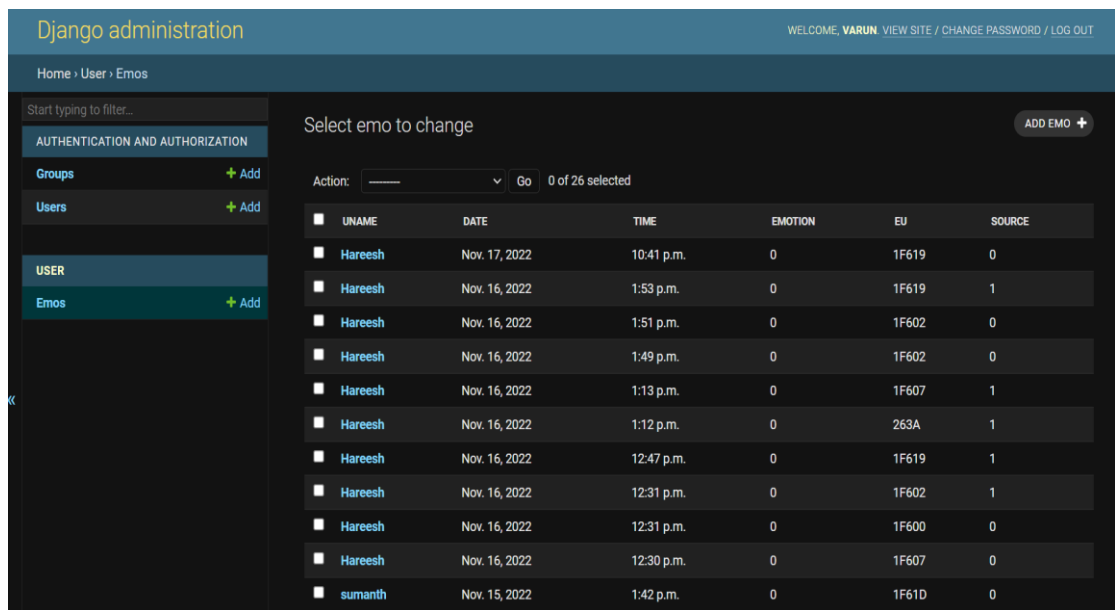 Django administration
WELCOME, VARUN. VIEW SITE / CHANGE PASSWORD / LOG OUT
Home › User › Emos
Start typing to filter...
AUTHENTICATION AND AUTHORIZATION
Groups + Add
Users + Add
USER
Emos + Add
«
Select emo to change
ADD EMO +
Action: --------- Go 0 of 26 selected
UNAME DATE TIME EMOTION EU SOURCE
Hareesh Nov. 17, 2022 10:41 p.m. 0 1F619 0
Hareesh Nov. 16, 2022 1:53 p.m. 0 1F619 1
Hareesh Nov. 16, 2022 1:51 p.m. 0 1F602 0
Hareesh Nov. 16, 2022 1:49 p.m. 0 1F602 0
Hareesh Nov. 16, 2022 1:13 p.m. 0 1F607 1
Hareesh Nov. 16, 2022 1:12 p.m. 0 263A 1
Hareesh Nov. 16, 2022 12:47 p.m. 0 1F619 1
Hareesh Nov. 16, 2022 12:31 p.m. 0 1F602 1
Hareesh Nov. 16, 2022 12:31 p.m. 0 1F600 0
Hareesh Nov. 16, 2022 12:30 p.m. 0 1F607 0
sumanth Nov. 15, 2022 1:42 p.m. 0 1F61D 0